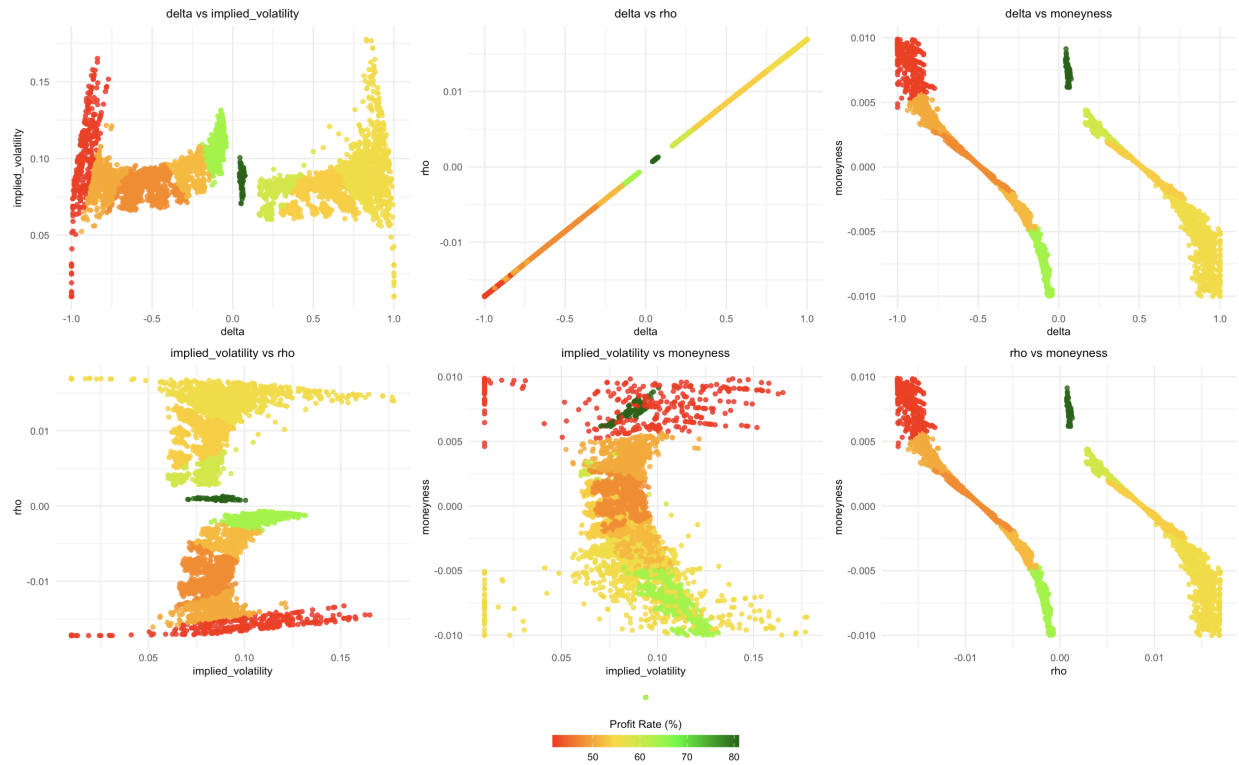 delta vs implied_volatility
implied_volatility
0.15
0.10
0.05
-1.0 -0.5 0.0 0.5 1.0
delta
delta vs rho
rho
0.01
0.00
-0.01
-1.0 -0.5 0.0 0.5 1.0
delta
delta vs moneyness
moneyness
0.010
0.005
0.000
-0.005
-0.010
-1.0 -0.5 0.0 0.5 1.0
delta
implied_volatility vs rho
rho
0.01
0.00
-0.01
0.05 0.10 0.15
implied_volatility
implied_volatility vs moneyness
moneyness
0.010
0.005
0.000
-0.005
-0.010
0.05 0.10 0.15
implied_volatility
rho vs moneyness
moneyness
0.010
0.005
0.000
-0.005
-0.010
-0.01 0.00 0.01
rho
Profit Rate (%)
50 60 70 80